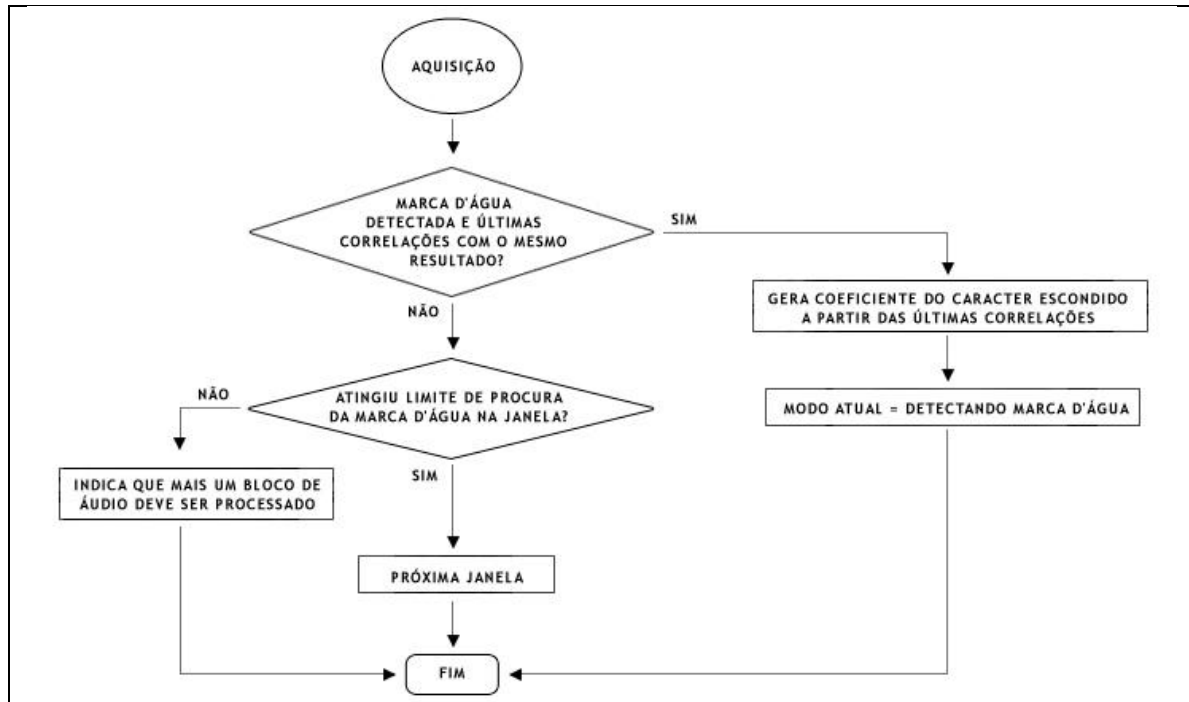 AQUISIÇÃO
MARCA D'ÁGUA
DETECTADA E ÚLTIMAS
CORRELAÇÕES COM O MESMO
RESULTADO?
SIM
GERA COEFICIENTE DO CARACTER ESCONDIDO
A PARTIR DAS ÚLTIMAS CORRELAÇÕES
NÃO
ATINGIU LIMITE DE PROCURA
DA MARCA D'ÁGUA NA JANELA?
NÃO
MODO ATUAL = DETECTANDO MARCA D'ÁGUA
SIM
INDICA QUE MAIS UM BLOCO DE
ÁUDIO DEVE SER PROCESSADO
PRÓXIMA JANELA
FIM